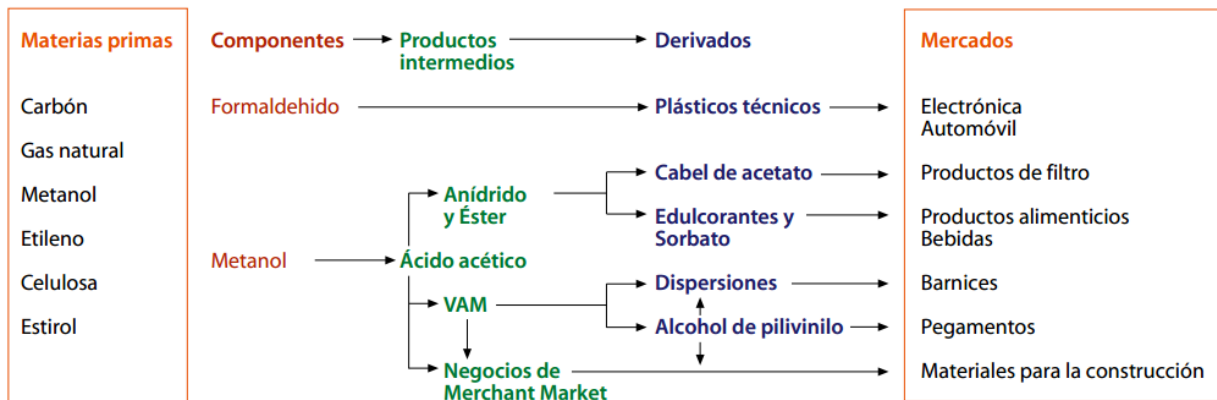 Materias primas
Carbón
Gas natural
Metanol
Etileno
Celulosa
Estirol
Componentes
Productos
intermedios
Derivados
Formaldehido
Plásticos técnicos
Metanol
Ácido acético
Anídrido
y Éster
Cabel de acetato
Edulcorantes y
Sorbato
VAM
Dispersiones
Alcohol de pilivinilo
Negocios de
Merchant Market
Mercados
Electrónica
Automóvil
Productos de filtro
Productos alimenticios
Bebidas
Barnices
Pegamentos
Materiales para la construcción